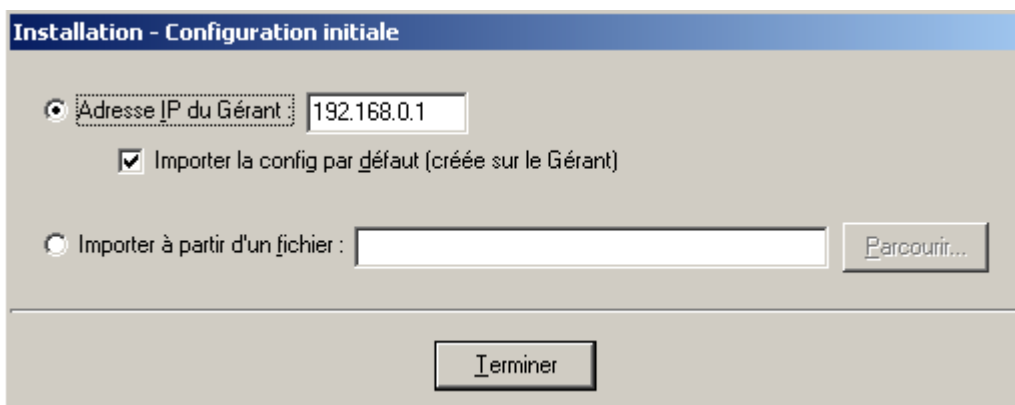 Installation - Configuration initiale
Adresse IP du Gérant : 192.168.0.1
Importer la config par défaut (créée sur le Gérant)
Importer à partir d'un fichier : Parcourir...
Terminer